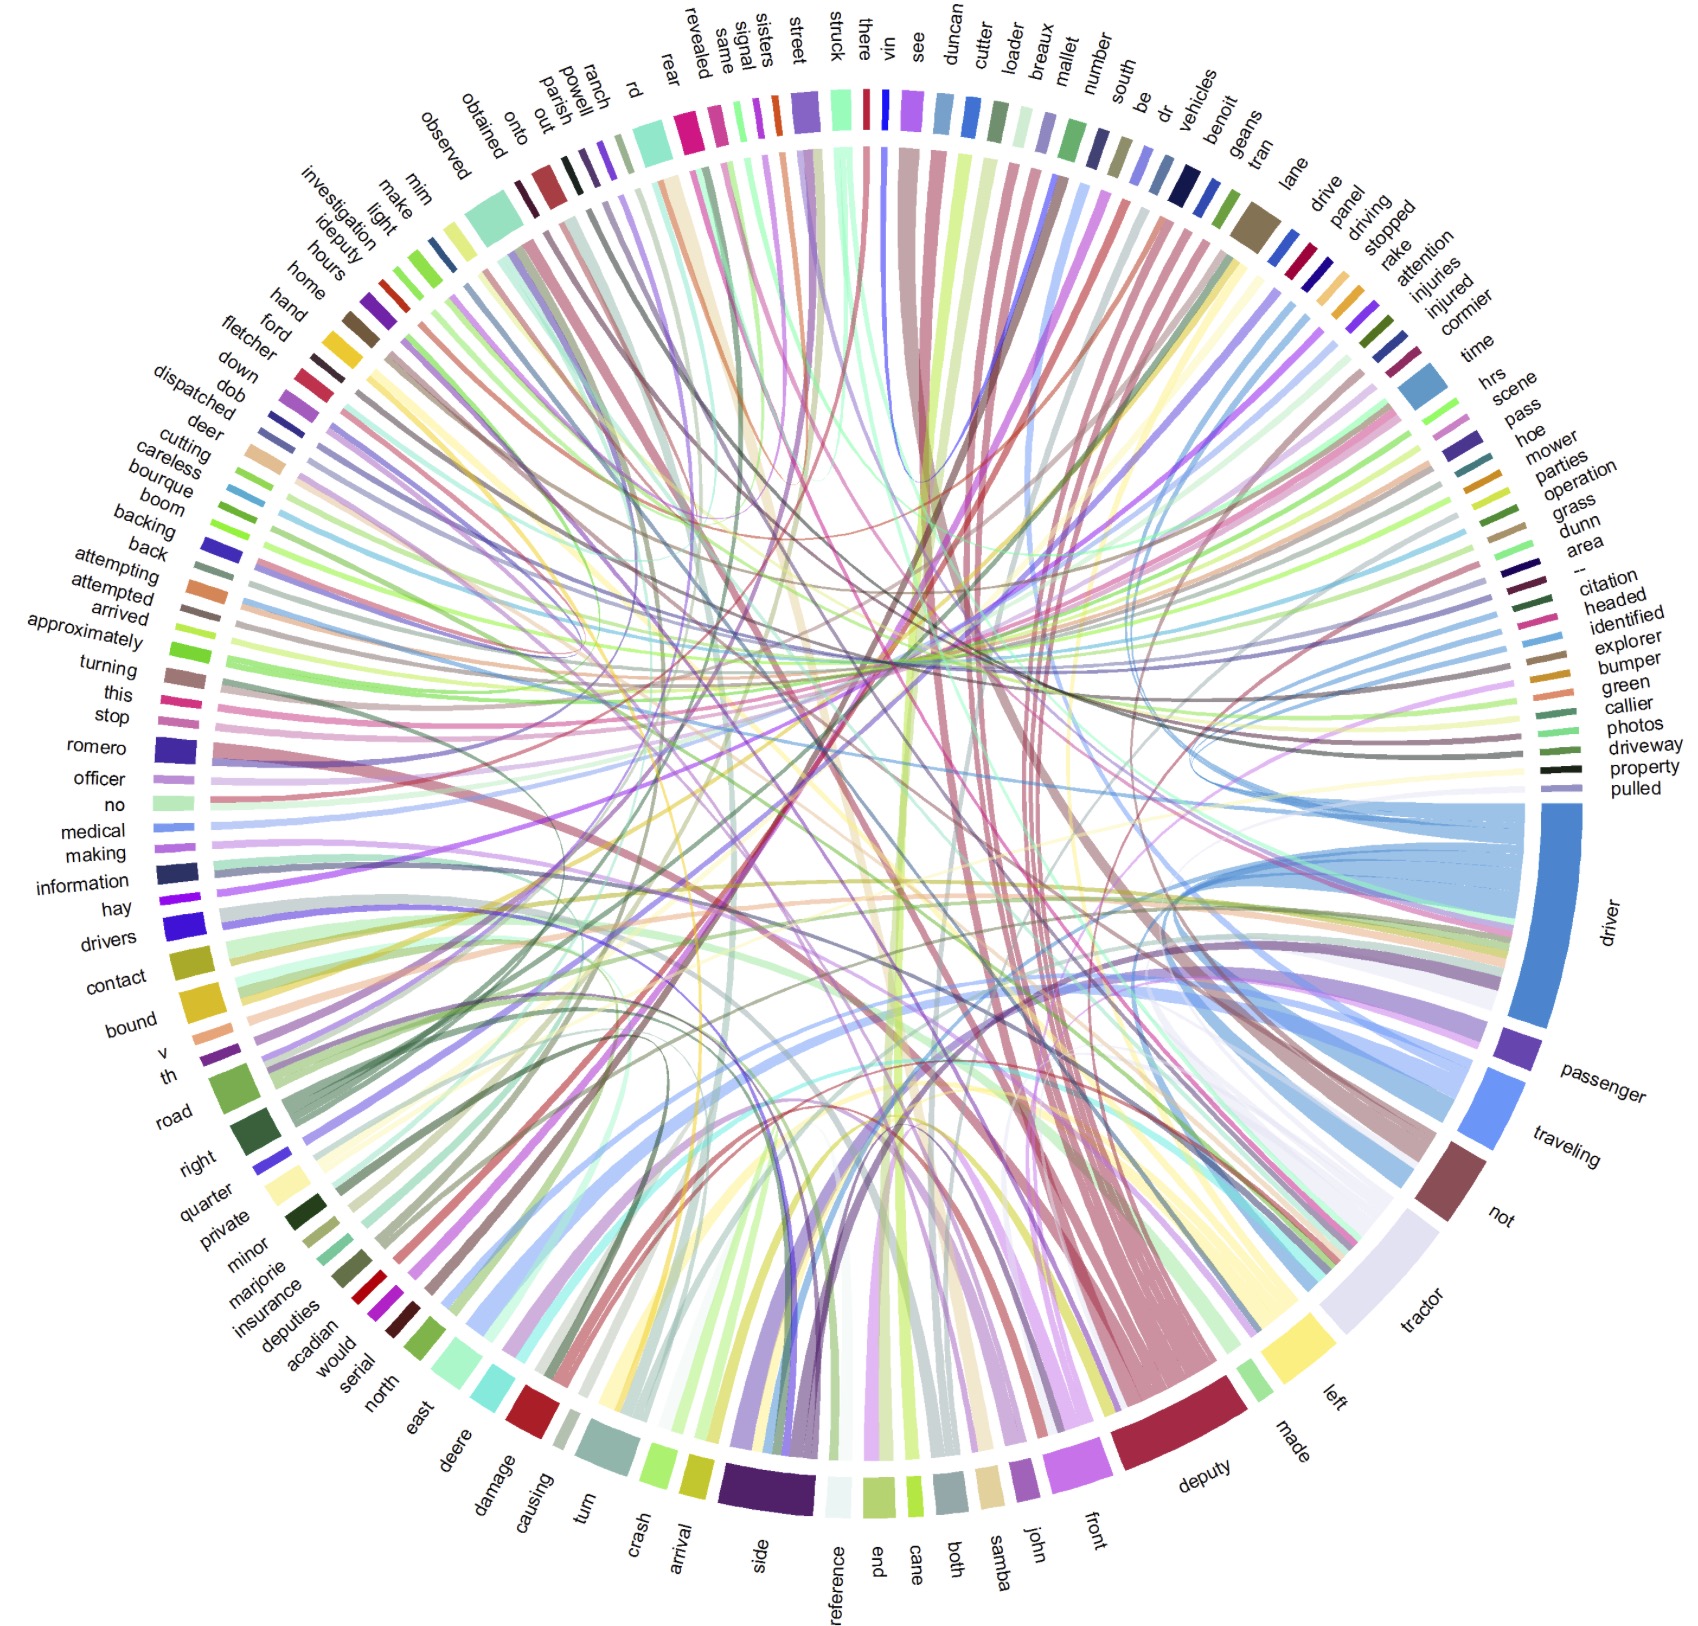 there
vin
see
duncan
cutter
loader
breaux
mallet
number
south
be
dr
vehicles
benoit
geans
tran
lane
drive
panel
driving
stopped
rake
attention
injuries
injured
cormier
time
hrs
scene
pass
hoe
mower
parties
operation
grass
dunn
area
--
citation
headed
identified
explorer
bumper
green
callier
photos
driveway
property
pulled
driver
passenger
traveling
not
tractor
left
made
deputy
front
john
samba
both
cane
end
reference
side
arrival
crash
turn
causing
damage
deere
east
north
serial
would
acadian
deputies
insurance
marjorie
minor
private
quarter
right
road
th
v
bound
contact
drivers
hay
information
making
medical
no
officer
romero
stop
this
turning
approximately
arrived
attempted
attempting
back
backing
boom
bourque
careless
cutting
deer
dispatched
dob
down
fletcher
ford
hand
home
hours
ideputy
investigation
light
make
mim
observed
obtained
onto
out
parish
powell
ranch
rd
rear
revealed
same
signal
sisters
street
struck